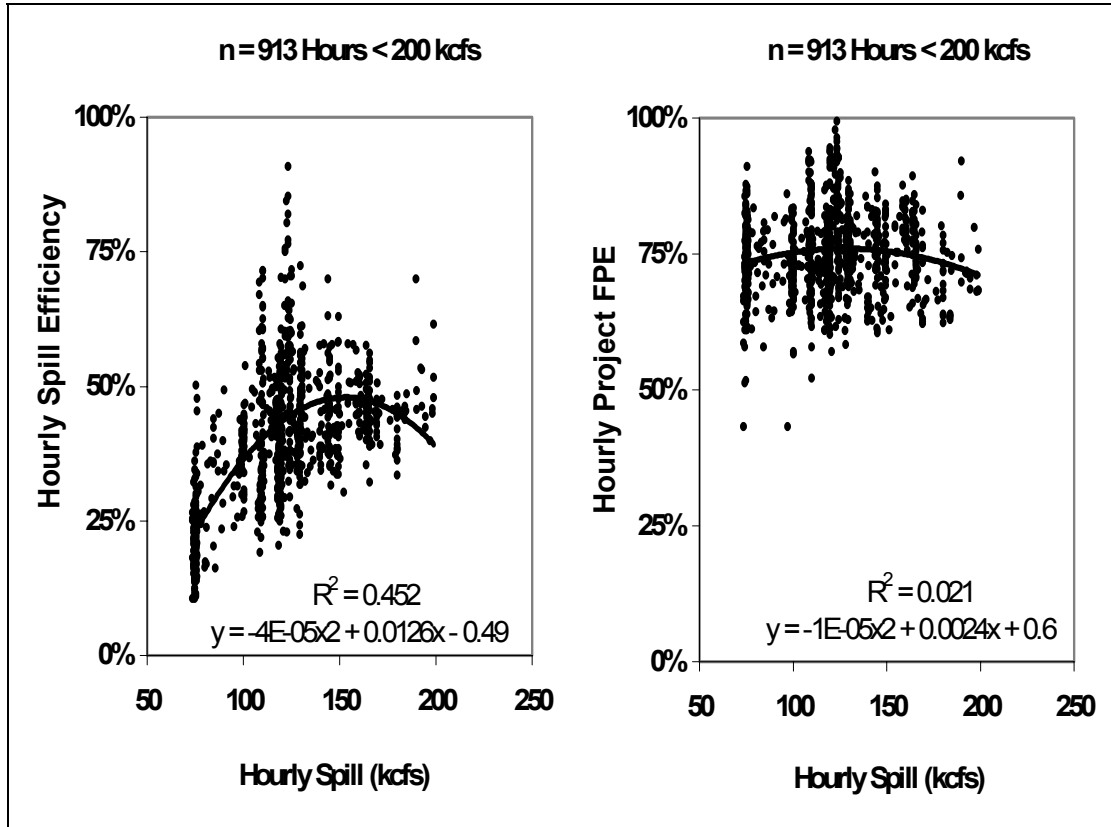 n = 913 Hours < 200 kcfs
100%
75%
50%
25%
0%
Hourly Spill Efficiency
R² = 0.452
y = -4E-05x2 + 0.0126x - 0.49
50 100 150 200 250
Hourly Spill (kcfs)
n = 913 Hours < 200 kcfs
100%
75%
50%
25%
0%
Hourly Project FPE
R² = 0.021
y = -1E-05x2 + 0.0024x + 0.6
50 100 150 200 250
Hourly Spill (kcfs)